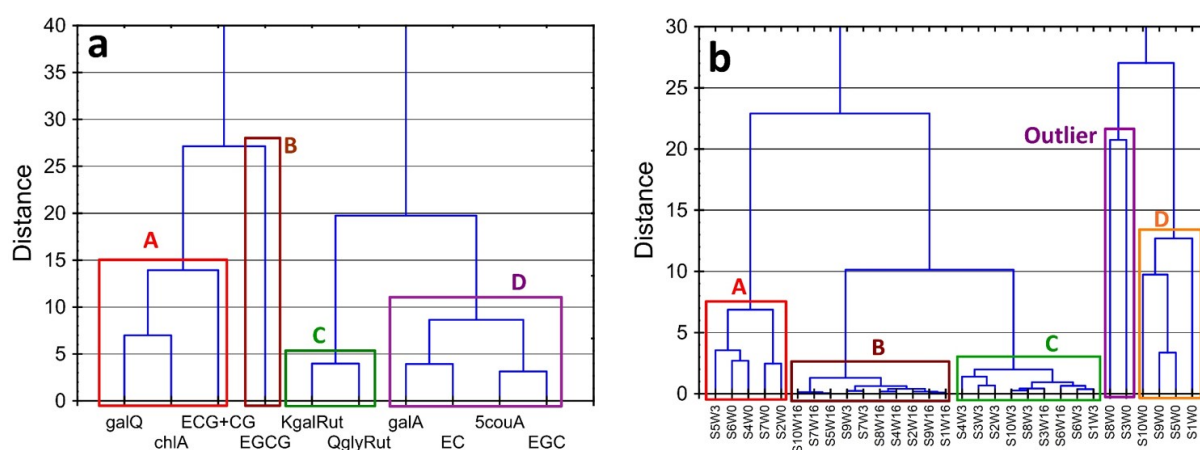 a
Distance
40
35
30
25
20
15
10
5
0
A
B
C
D
galQ ECG+CG KgalRut galA 5couA
chlA EGCG QglyRut EC EGC
b
Distance
30
25
20
15
10
5
0
A
B
C
Outlier
D
S5W3
S6W0
S4W0
S7W0
S2W0
S10W16
S7W16
S5W16
S9W3
S7W3
S8W16
S4W16
S2W16
S9W16
S1W16
S4W3
S3W3
S2W3
S10W3
S8W3
S3W16
S6W16
S6W3
S1W3
S8W0
S3W0
S10W0
S9W0
S5W0
S1W0